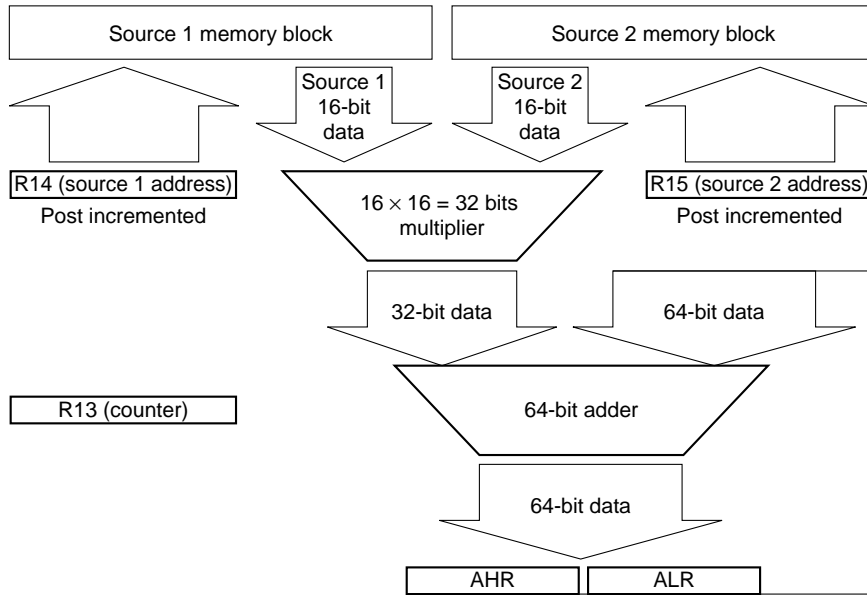 Source 1 memory block
Source 2 memory block
Source 1
16-bit
data
Source 2
16-bit
data
R14 (source 1 address)
Post incremented
R15 (source 2 address)
Post incremented
16 × 16 = 32 bits
multiplier
32-bit data
64-bit data
R13 (counter)
64-bit adder
64-bit data
AHR
ALR